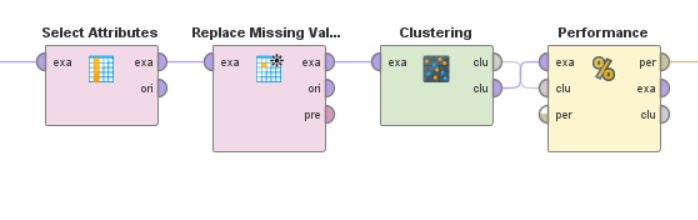 Select Attributes
exa exa
ori
Replace Missing Val...
exa exa
ori
pre
Clustering
exa clu
clu
Performance
%
exa per
clu exa
per clu